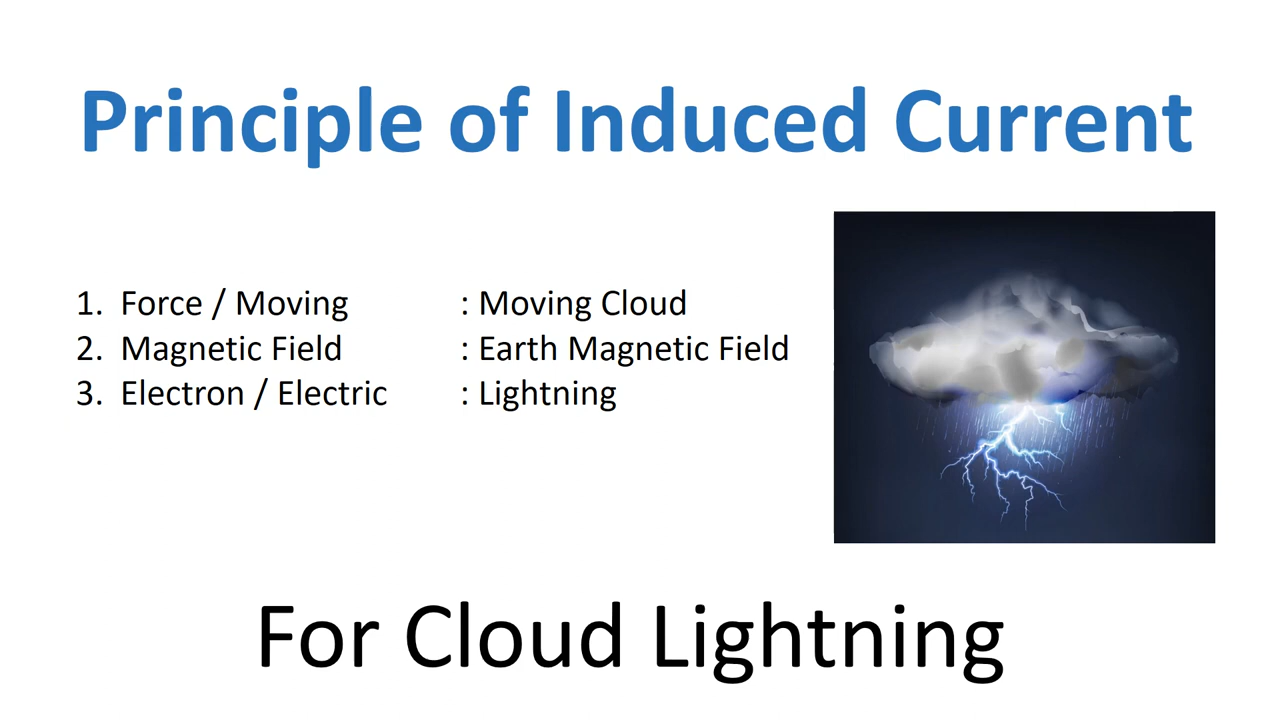 Principle of Induced Current
1. Force / Moving : Moving Cloud
2. Magnetic Field : Earth Magnetic Field
3. Electron / Electric : Lightning
For Cloud Lightning